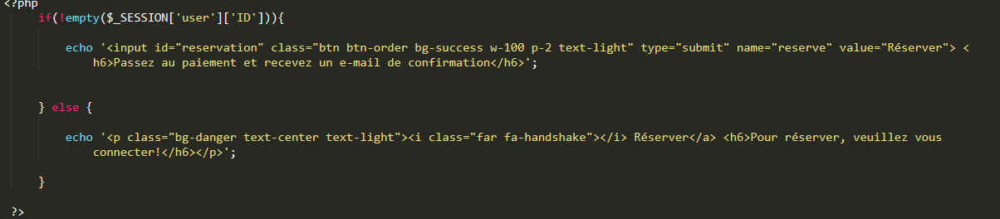 <?php
if(!empty($_SESSION['user']['ID'])){
echo '<input id="reservation" class="btn btn-order bg-success w-100 p-2 text-light" type="submit" name="reserve" value="Réserver"> <
h6>Passez au paiement et recevez un e-mail de confirmation</h6>';
} else {
echo '<p class="bg-danger text-center text-light"><i class="far fa-handshake"></i> Réserver</a> <h6>Pour réserver, veuillez vous
connecter!</h6></p>';
}
?>